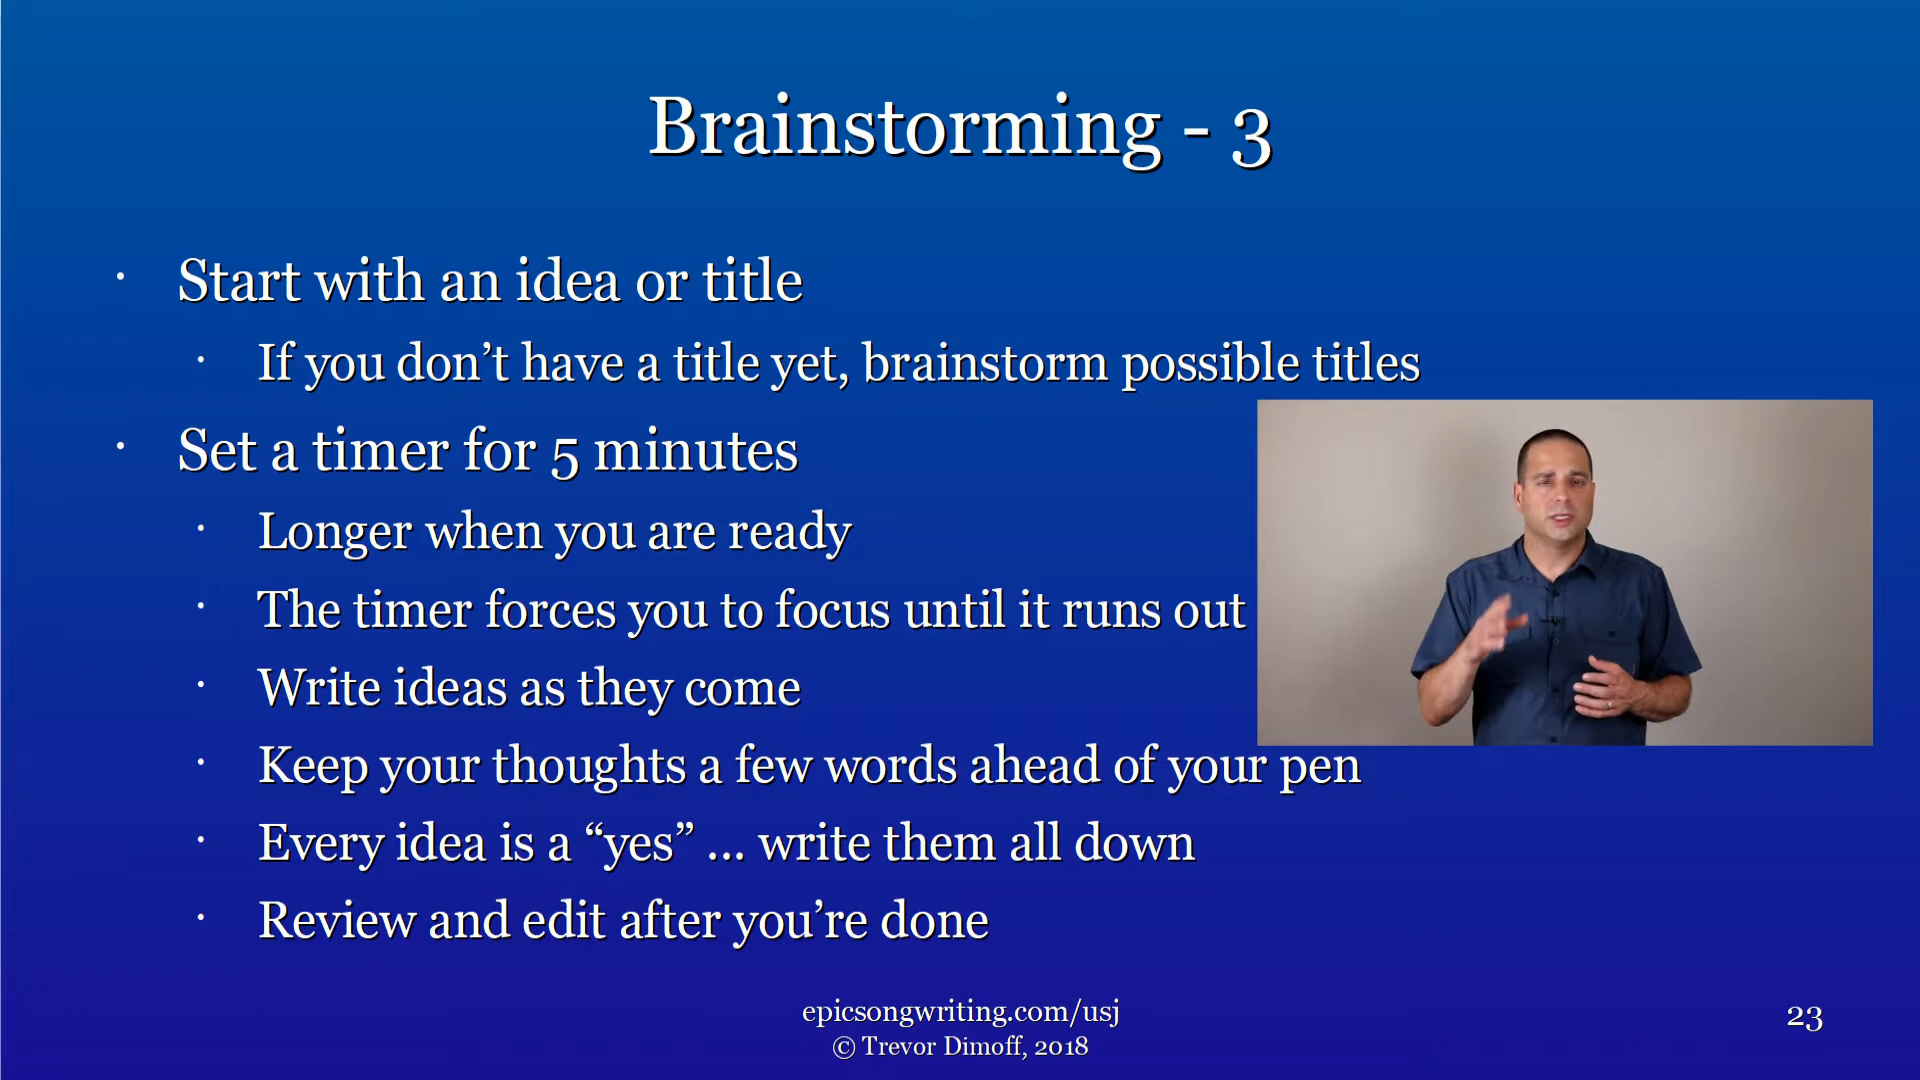 Brainstorming - 3
· Start with an idea or title
· If you don’t have a title yet, brainstorm possible titles
· Set a timer for 5 minutes
· Longer when you are ready
· The timer forces you to focus until it runs out
· Write ideas as they come
· Keep your thoughts a few words ahead of your pen
· Every idea is a “yes” ... write them all down
· Review and edit after you’re done
epicsongwriting.com/usj
© Trevor Dimoff, 2018
23